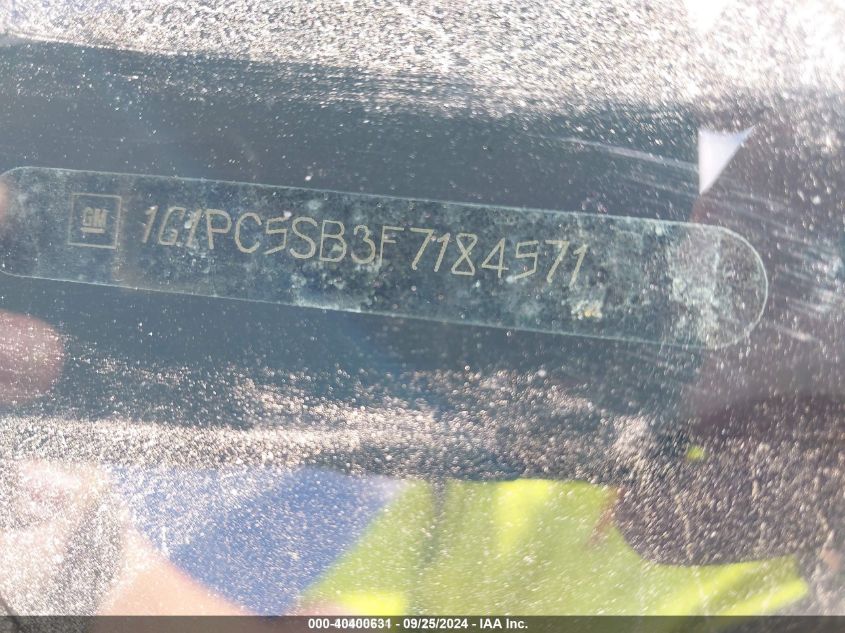 GM 1G1PC5SB3F7184571
000-40400631 - 09/25/2024 - IAA Inc.